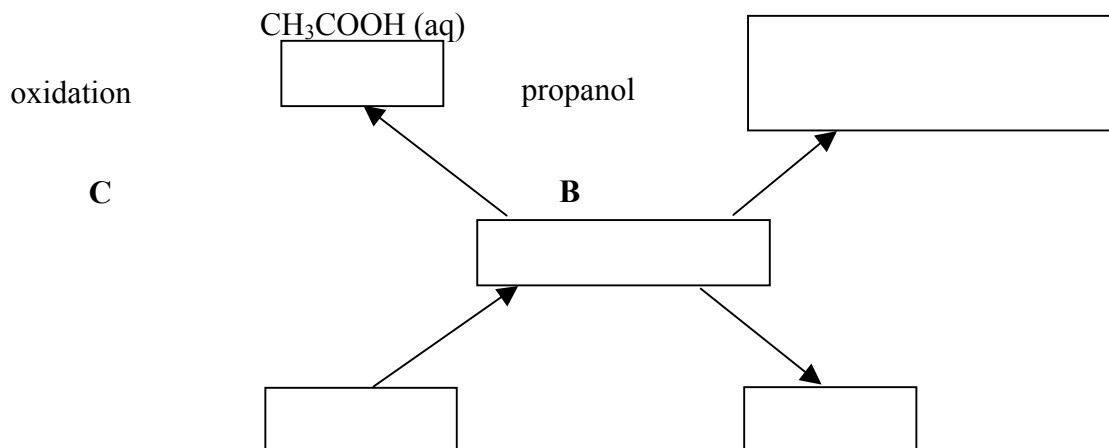 CH₃COOH (aq)
oxidation propanol
C B